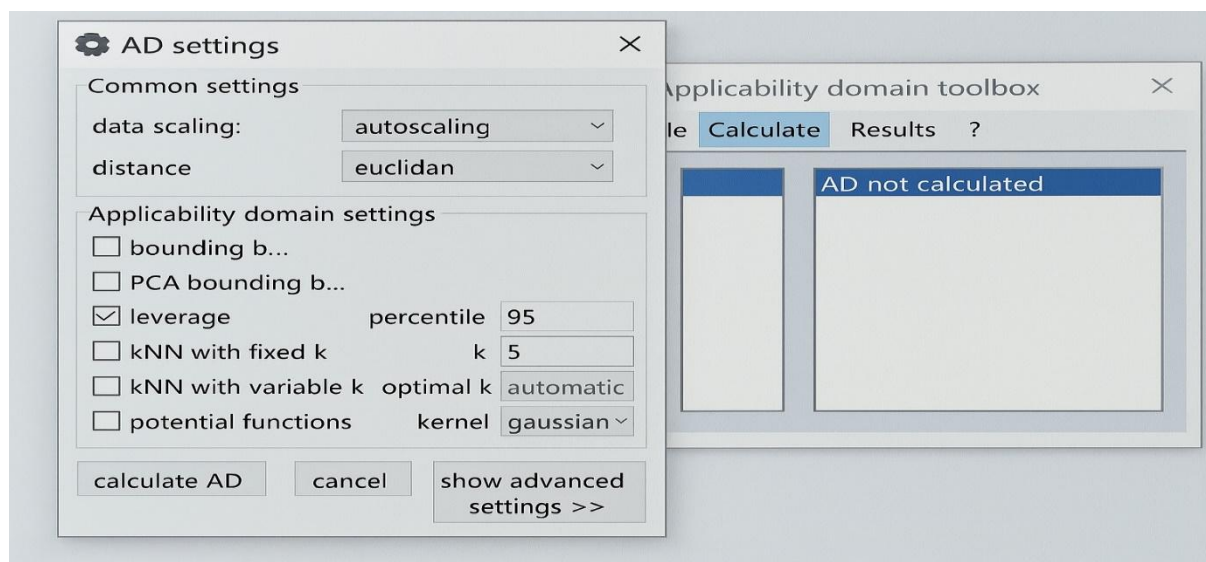 AD settings
Common settings
data scaling: autoscaling
distance euclidan
Applicability domain settings
bounding b...
PCA bounding b...
leverage percentile 95
kNN with fixed k k 5
kNN with variable k optimal k automatic
potential functions kernel gaussian
calculate AD cancel show advanced
settings >>
Applicability domain toolbox
le Calculate Results ?
AD not calculated